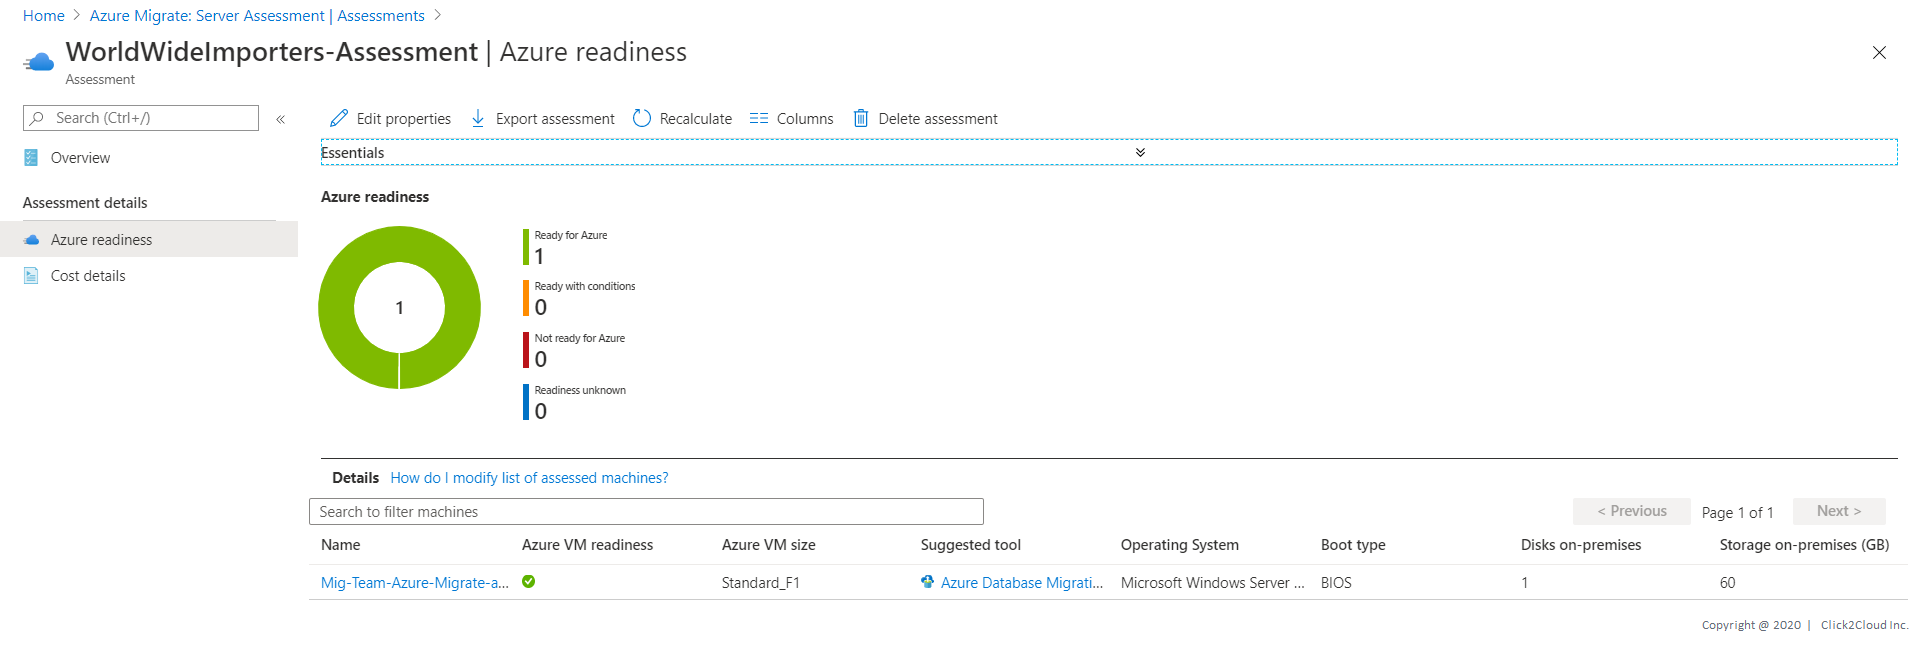 Home > Azure Migrate: Server Assessment | Assessments >
WorldWideImporters-Assessment | Azure readiness
Assessment
Search (Ctrl+/)
Edit properties Export assessment Recalculate Columns Delete assessment
Overview
Essentials
Assessment details
Azure readiness
Cost details
Azure readiness
1
Ready for Azure
1
Ready with conditions
0
Not ready for Azure
0
Readiness unknown
0
Details How do I modify list of assessed machines?
Search to filter machines
< Previous Page 1 of 1 Next >
Name Azure VM readiness Azure VM size Suggested tool Operating System Boot type Disks on-premises Storage on-premises (GB)
Mig-Team-Azure-Migrate-a... Standard_F1 Azure Database Migrati... Microsoft Windows Server ... BIOS 1 60
Copyright @ 2020 | Click2Cloud Inc.